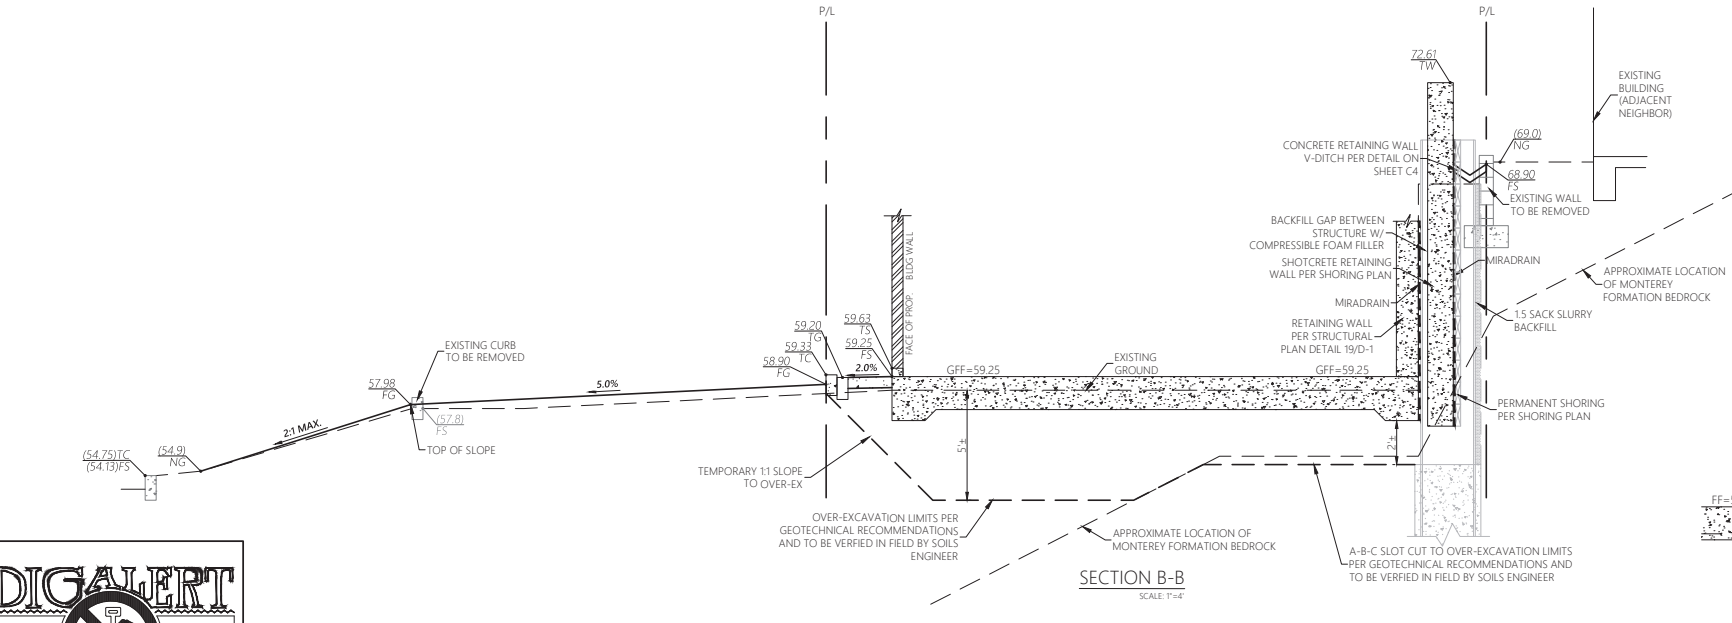 P/L
P/L
72.61
TW
EXISTING
BUILDING
(ADJACENT
NEIGHBOR)
(69.0)
NG
CONCRETE RETAINING WALL
V-DITCH PER DETAIL ON
SHEET C4
68.90
FS
EXISTING WALL
TO BE REMOVED
BACKFILL GAP BETWEEN
STRUCTURE W/
COMPRESSIBLE FOAM FILLER
SHOTCRETE RETAINING
WALL PER SHORING PLAN
MIRADRAIN
MIRADRAIN
APPROXIMATE LOCATION
OF MONTEREY
FORMATION BEDROCK
1.5 SACK SLURRY
BACKFILL
RETAINING WALL
PER STRUCTURAL
PLAN DETAIL 19/D-1
FACE OF PROP. BLDG WALL
59.63
TS
59.20
TG
59.25
FS
59.33
TC
58.90
FG
2.0%
EXISTING CURB
TO BE REMOVED
57.98
FG
5.0%
GFF=59.25
EXISTING
GROUND
GFF=59.25
PERMANENT SHORING
PER SHORING PLAN
(57.8)
FS
2:1 MAX.
TOP OF SLOPE
(54.75)TC
(54.13)FS
(54.9)
NG
5'±
2'±
TEMPORARY 1:1 SLOPE
TO OVER-EX
OVER-EXCAVATION LIMITS PER
GEOTECHNICAL RECOMMENDATIONS
AND TO BE VERFIED IN FIELD BY SOILS
ENGINEER
APPROXIMATE LOCATION OF
MONTEREY FORMATION BEDROCK
A-B-C SLOT CUT TO OVER-EXCAVATION LIMITS
PER GEOTECHNICAL RECOMMENDATIONS AND
TO BE VERFIED IN FIELD BY SOILS ENGINEER
SECTION B-B
SCALE: 1"=4'
DIGALERT